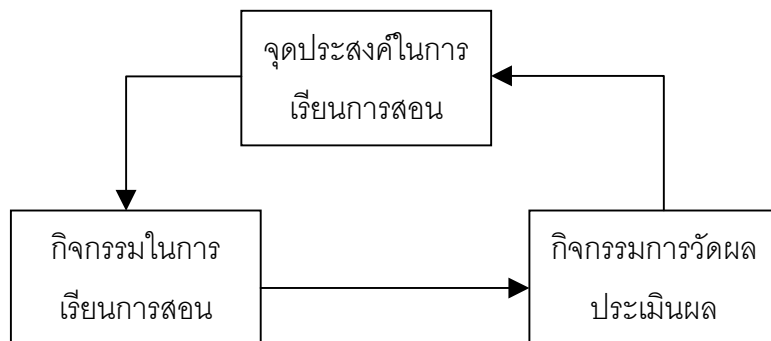 จุดประสงค์ในการ
เรียนการสอน
กิจกรรมในการ
เรียนการสอน
กิจกรรมการวัดผล
ประเมินผล